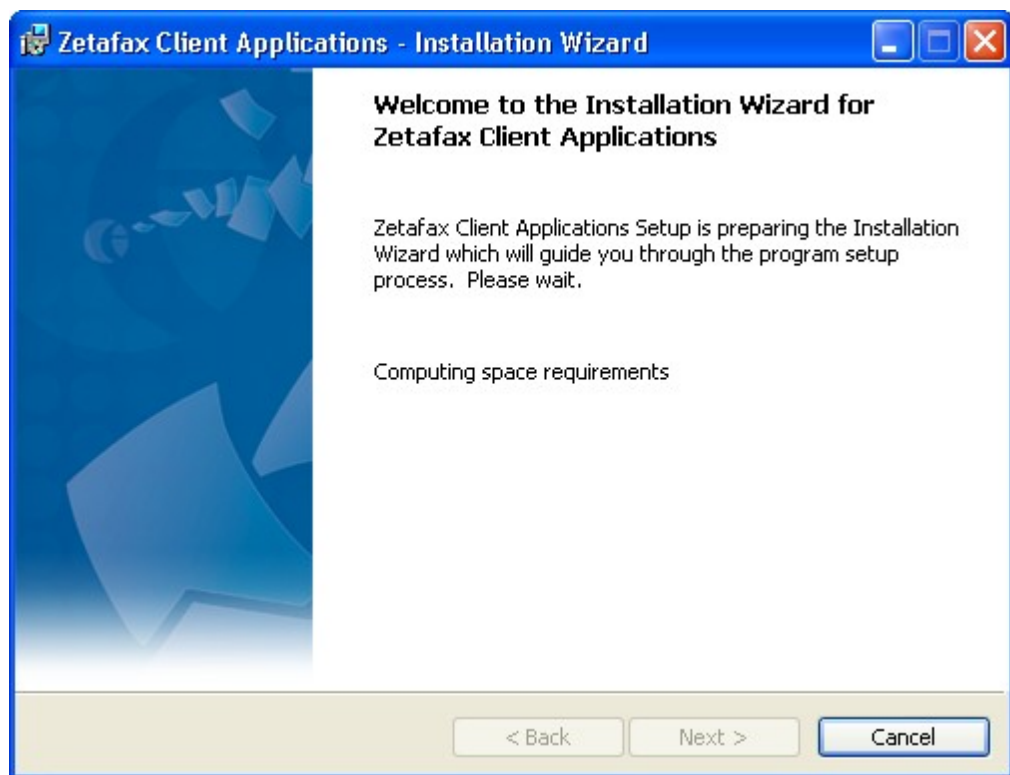 Zetafax Client Applications - Installation Wizard
Welcome to the Installation Wizard for
Zetafax Client Applications
Zetafax Client Applications Setup is preparing the Installation
Wizard which will guide you through the program setup
process.  Please wait.
Computing space requirements
< Back
Next >
Cancel